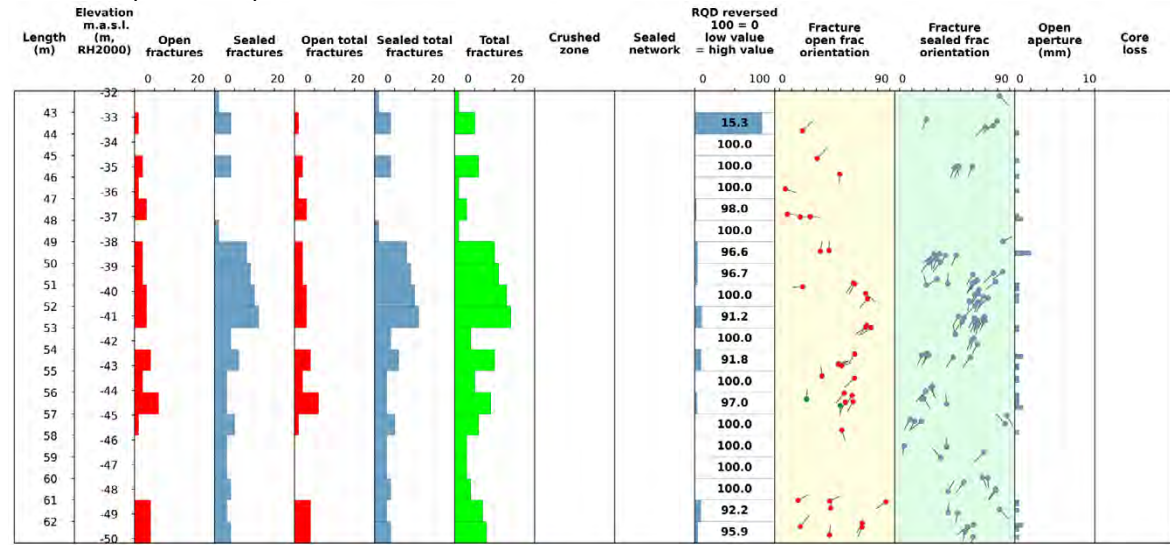 Length (m)
Elevation m.a.s.l. (m, RH2000)
Open fractures
Sealed fractures
Open total fractures
Sealed total fractures
Total fractures
Crushed zone
Sealed network
RQD reversed 100 = 0 low value = high value
Fracture open frac orientation
Fracture sealed frac orientation
Open aperture (mm)
Core loss
0 20 0 20 0 20 0 20 0 20 0 100 0 90 0 90 0 10
-32
43 -33 15.3
-34 100.0
45 -35 100.0
46 -36 100.0
47 -37 98.0
48 100.0
49 -38 96.6
50 -39 96.7
51 -40 100.0
52 -41 91.2
53 -42 100.0
54 -43 91.8
55 -44 100.0
56 97.0
57 -45 100.0
58 -46 100.0
59 -47 100.0
60 -48 100.0
61 -49 92.2
62 -50 95.9